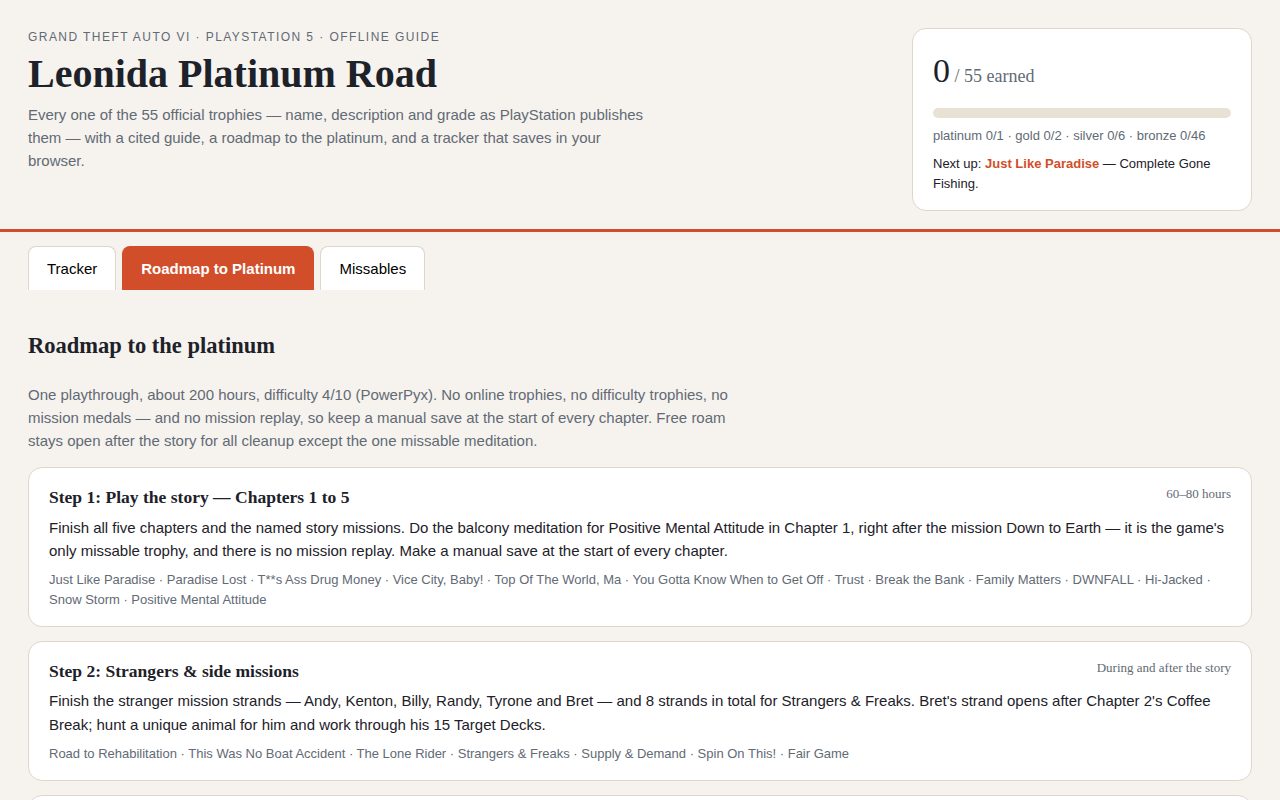 GRAND THEFT AUTO VI · PLAYSTATION 5 · OFFLINE GUIDE
Leonida Platinum Road
Every one of the 55 official trophies — name, description and grade as PlayStation publishes
them — with a cited guide, a roadmap to the platinum, and a tracker that saves in your
browser.
0 / 55 earned
platinum 0/1 · gold 0/2 · silver 0/6 · bronze 0/46
Next up: Just Like Paradise — Complete Gone
Fishing.
Tracker
Roadmap to Platinum
Missables
Roadmap to the platinum
One playthrough, about 200 hours, difficulty 4/10 (PowerPyx). No online trophies, no difficulty trophies, no
mission medals — and no mission replay, so keep a manual save at the start of every chapter. Free roam
stays open after the story for all cleanup except the one missable meditation.
Step 1: Play the story — Chapters 1 to 5
60–80 hours
Finish all five chapters and the named story missions. Do the balcony meditation for Positive Mental Attitude in Chapter 1, right after the mission Down to Earth — it is the game's
only missable trophy, and there is no mission replay. Make a manual save at the start of every chapter.
Just Like Paradise · Paradise Lost · T**s Ass Drug Money · Vice City, Baby! · Top Of The World, Ma · You Gotta Know When to Get Off · Trust · Break the Bank · Family Matters · DWNFALL · Hi-Jacked ·
Snow Storm · Positive Mental Attitude
Step 2: Strangers & side missions
During and after the story
Finish the stranger mission strands — Andy, Kenton, Billy, Randy, Tyrone and Bret — and 8 strands in total for Strangers & Freaks. Bret's strand opens after Chapter 2's Coffee
Break; hunt a unique animal for him and work through his 15 Target Decks.
Road to Rehabilitation · This Was No Boat Accident · The Lone Rider · Strangers & Freaks · Supply & Demand · Spin On This! · Fair Game